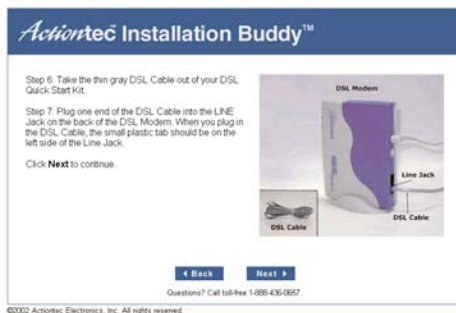 Actiontec Installation Buddy™
Step 6: Take the thin gray DSL Cable out of your DSL
Quick Start Kit.
Step 7: Plug one end of the DSL Cable into the LINE
Jack on the back of the DSL Modem. When you plug in
the DSL Cable, the small plastic tab should be on the
left side of the Line Jack.
Click Next to continue.
DSL Modem
Line Jack
DSL Cable
DSL Cable
Back
Next
Questions? Call toll-free 1-888-436-0657.
©2002 Actiontec Electronics, Inc. All rights reserved.